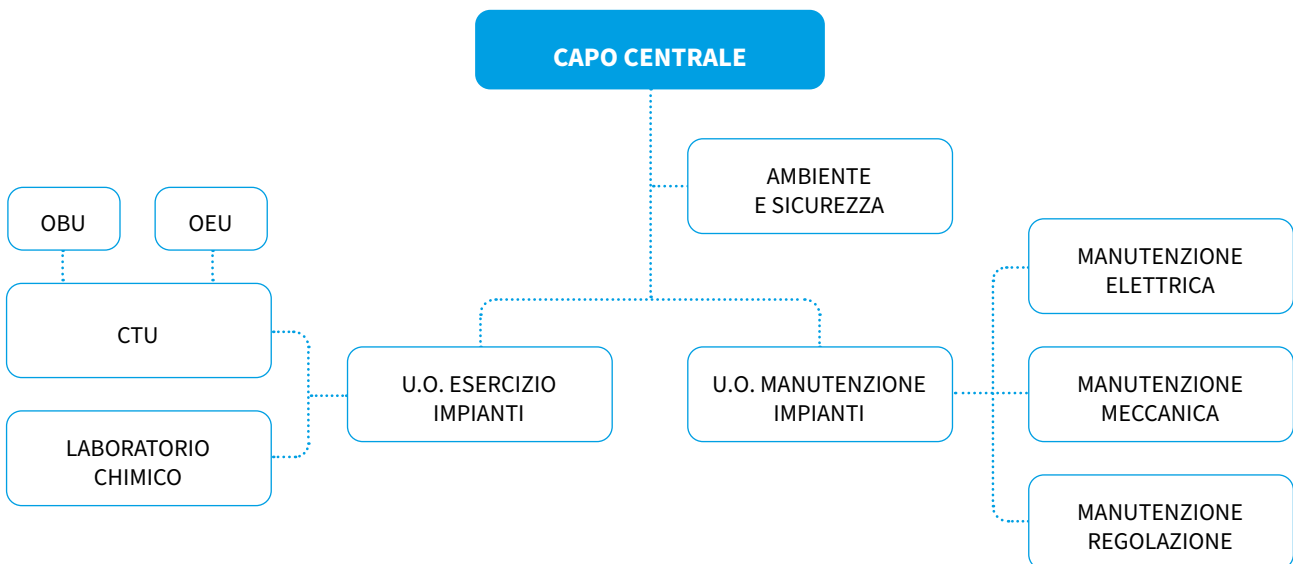 CAPO CENTRALE
AMBIENTE
E SICUREZZA
OBU
OEU
CTU
LABORATORIO
CHIMICO
U.O. ESERCIZIO
IMPIANTI
U.O. MANUTENZIONE
IMPIANTI
MANUTENZIONE
ELETTRICA
MANUTENZIONE
MECCANICA
MANUTENZIONE
REGOLAZIONE